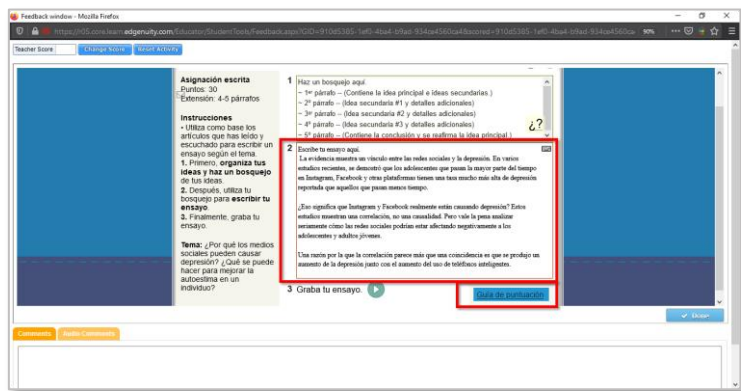 Feedback window - Mozilla Firefox
https://r05.core.learn.edgenuity.com/Educator/StudentTools/Feedback.aspx?
90%
Teacher Score Change Score Reset Activity
Asignación escrita
Puntos: 30
Extensión: 4-5 párrafos
Instrucciones
• Utiliza como base los
artículos que has leído y
escuchado para escribir un
ensayo según el tema.
1. Primero, organiza tus
ideas y haz un bosquejo
de tus ideas.
2. Después, utiliza tu
bosquejo para escribir tu
ensayo.
3. Finalmente, graba tu
ensayo.
Tema: ¿Por qué los medios
sociales pueden causar
depresión? ¿Qué se puede
hacer para mejorar la
autoestima en un
individuo?
1 Haz un bosquejo aquí.
~ 1er párrafo – (Contiene la idea principal e ideas secundarias.)
~ 2º párrafo – (Idea secundaria #1 y detalles adicionales)
~ 3er párrafo – (Idea secundaria #2 y detalles adicionales)
~ 4º párrafo – (Idea secundaria #3 y detalles adicionales)
~ 5º párrafo – (Contiene la conclusión y se reafirma la idea principal.)
¿?
2 Escribe tu ensayo aquí.
La evidencia muestra un vínculo entre las redes sociales y la depresión. En varios
estudios recientes, se demostró que los adolescentes que pasan la mayor parte del tiempo
en Instagram, Facebook y otras plataformas tienen una tasa mucho más alta de depresión
reportada que aquellos que pasan menos tiempo.
¿Eso significa que Instagram y Facebook realmente están causando depresión? Estos
estudios muestran una correlación, no una causalidad. Pero vale la pena analizar
seriamente cómo las redes sociales podrían estar afectando negativamente a los
adolescentes y adultos jóvenes.
Una razón por la que la correlación parece más que una coincidencia es que se produjo un
aumento de la depresión junto con el aumento del uso de teléfonos inteligentes.
3 Graba tu ensayo.
Guía de puntuación
Done
Comments Audio Comments